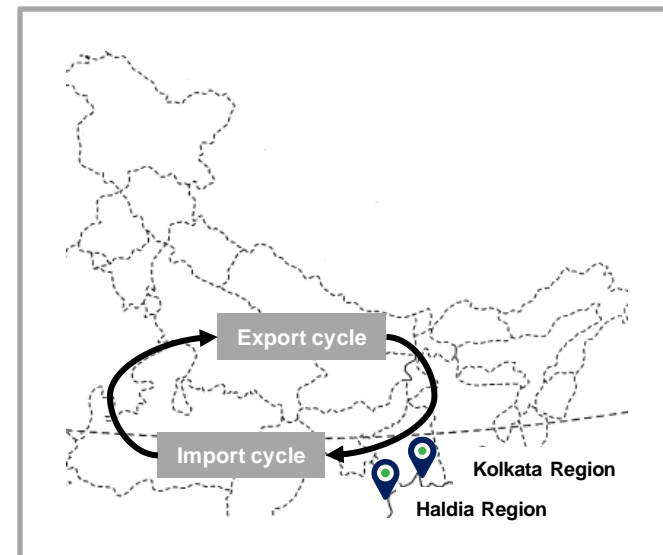 Export cycle
Import cycle
Kolkata Region
Haldia Region